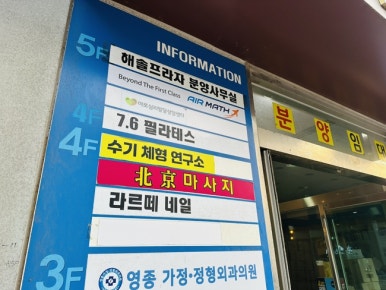 INFORMATION
5F
해솔프라자 분양사무실
Beyond The First Class
AIR MATH
4F
7.6 필라테스
4F
수기 체형 연구소
北京마사지
라르떼 네일
3F
영종 가정·정형외과의원
분양임대